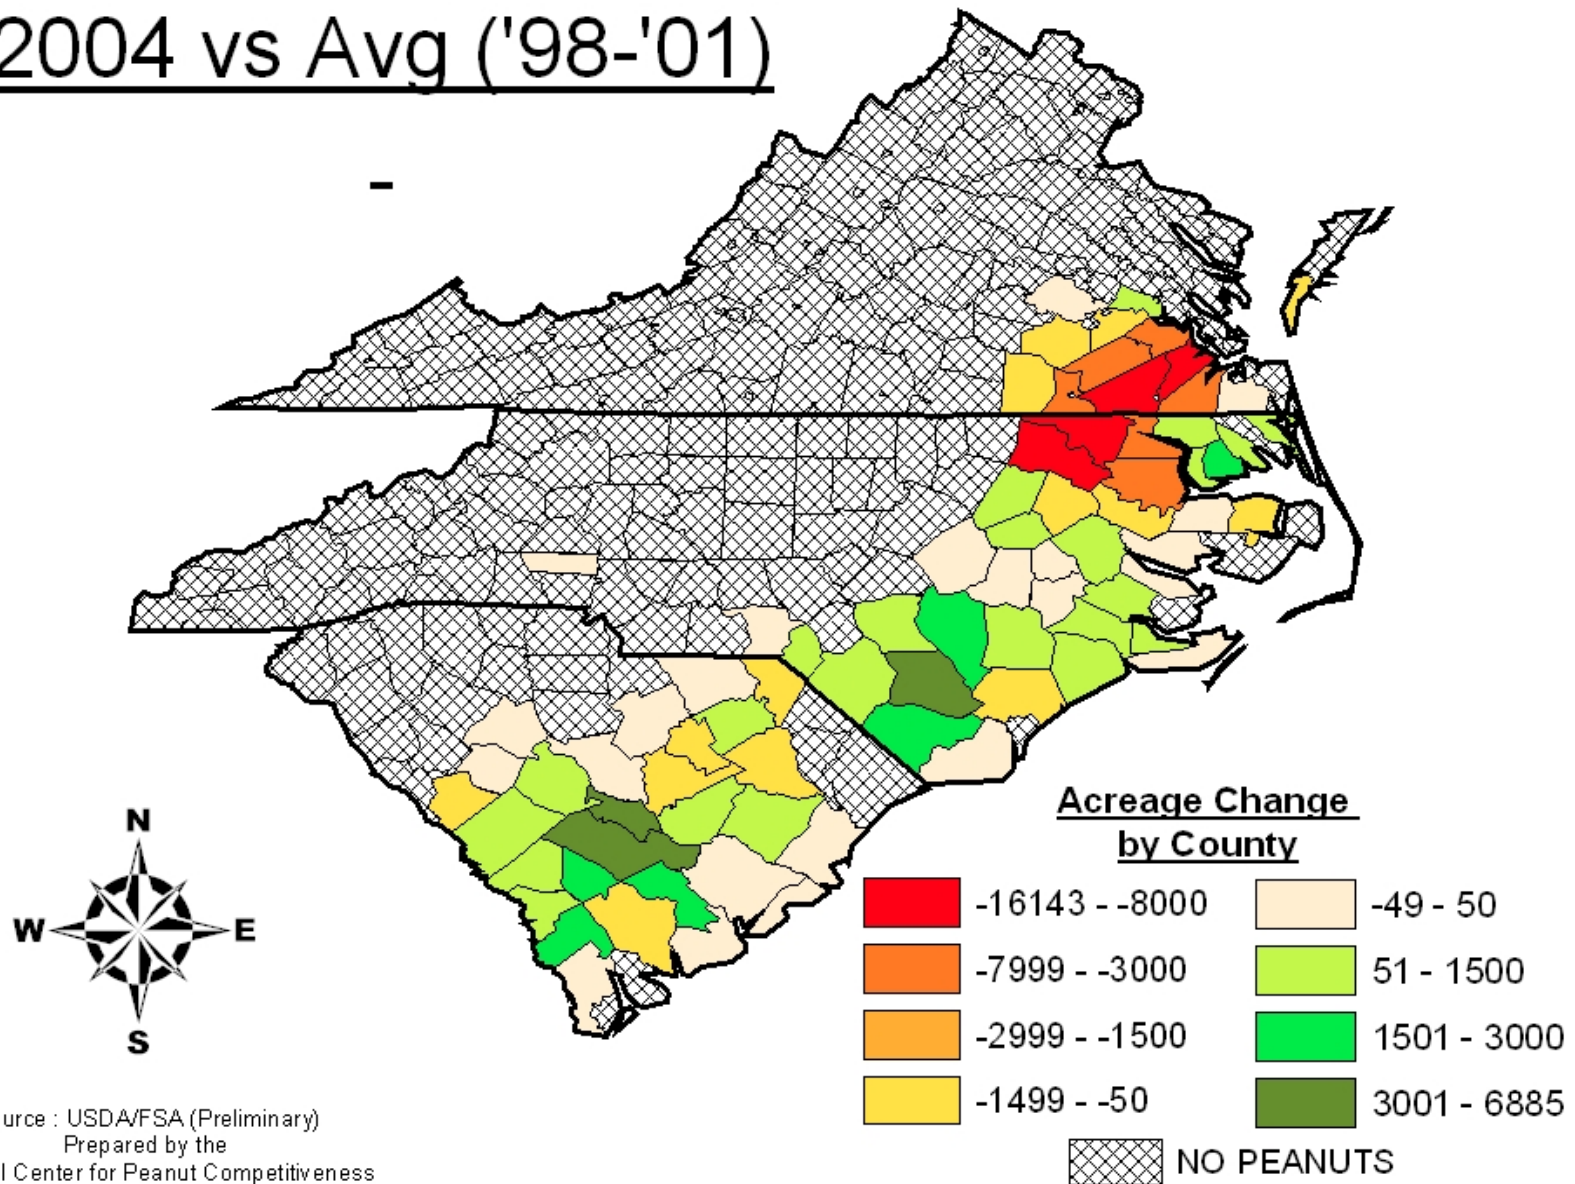 2004 vs Avg ('98-'01)
-
N
W E
S
Acreage Change
by County
-16143 - -8000
-7999 - -3000
-2999 - -1500
-1499 - -50
-49 - 50
51 - 1500
1501 - 3000
3001 - 6885
NO PEANUTS
urce : USDA/FSA (Preliminary)
Prepared by the
l Center for Peanut Competitiveness